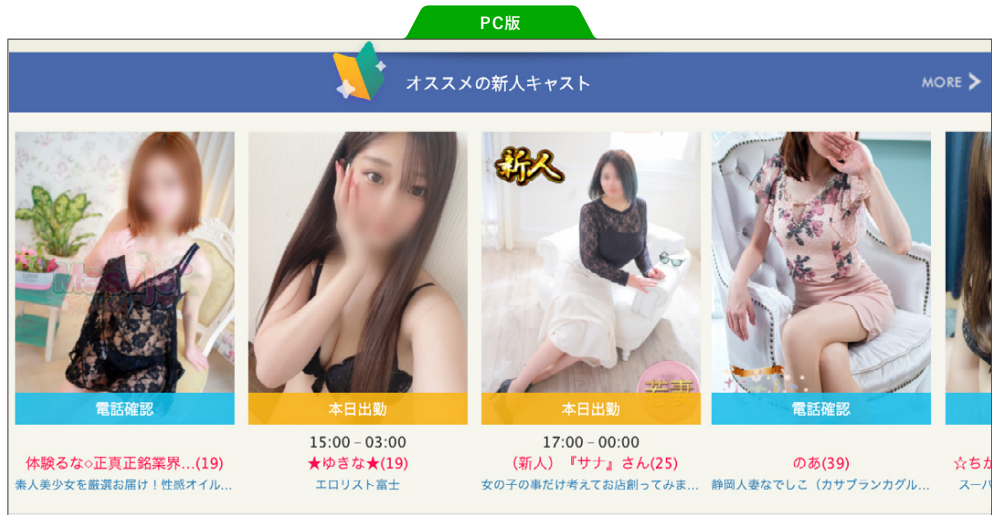 PC版
オススメの新人キャスト
MORE
新人
若妻
電話確認
本日出勤
本日出勤
電話確認
15:00 – 03:00
17:00 – 00:00
体験るな◇正真正銘業界…(19)
★ゆきな★(19)
（新人）『サナ』さん(25)
のあ(39)
☆ちか
素人美少女を厳選お届け！性感オイル…
エロリスト富士
女の子の事だけ考えてお店創ってみま…
静岡人妻なでしこ（カサブランカグル…
スーパ